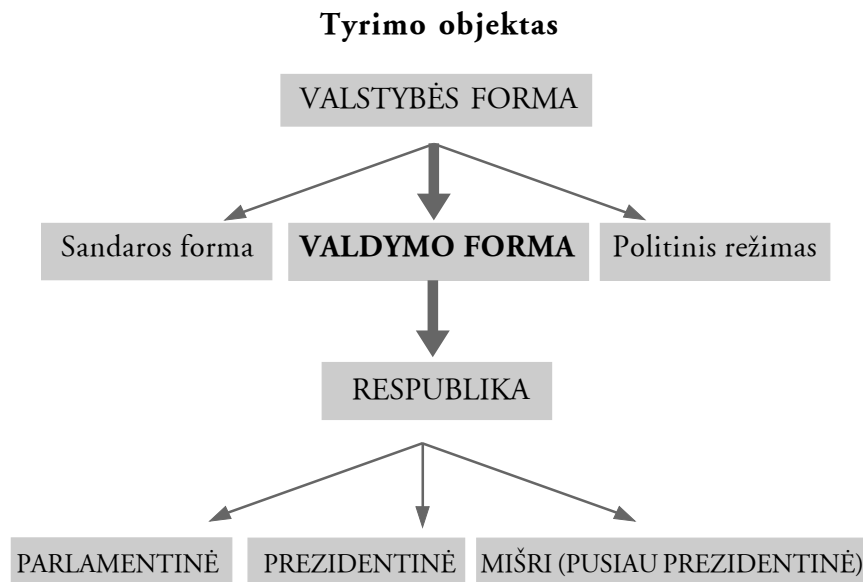 Tyrimo objektas
VALSTYBĖS FORMA
Sandaros forma
VALDYMO FORMA
Politinis režimas
RESPUBLIKA
PARLAMENTINĖ
PREZIDENTINĖ
MIŠRI (PUSIAU PREZIDENTINĖ)